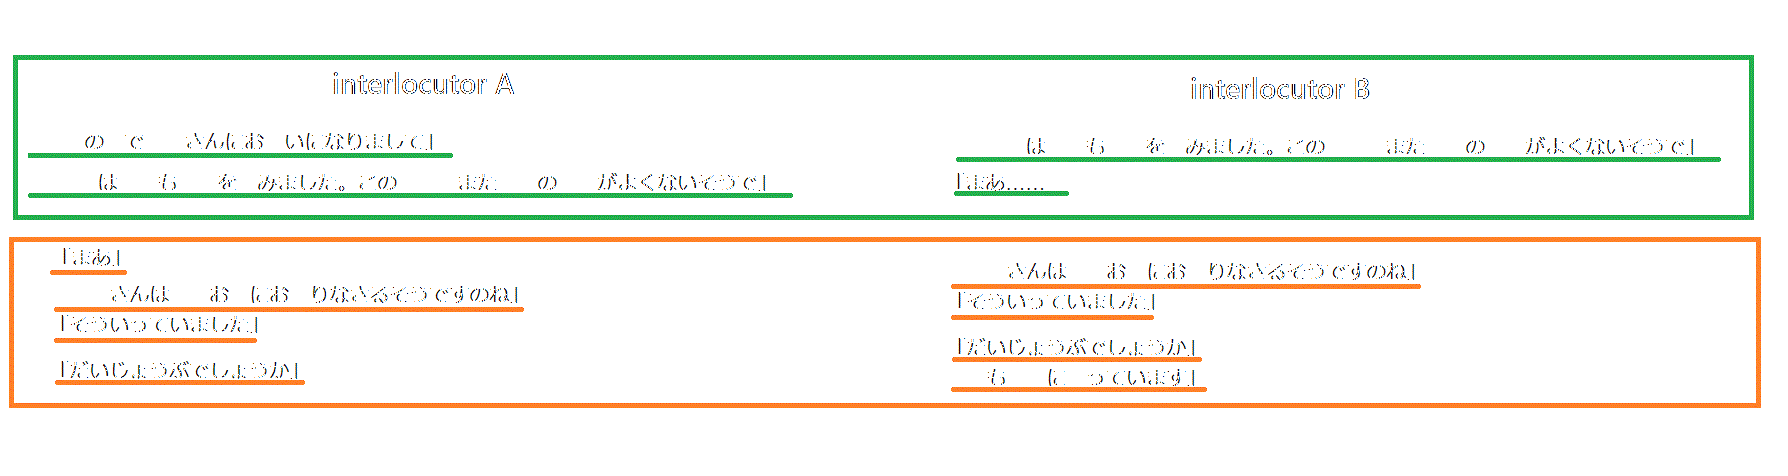 interlocutor A
interlocutor B
の で さんにお いになりまして」
は も を みました。この また の がよくないそうで」
は も を みました。この また の がよくないそうで」
「まあ……
「まあ」
さんは お にお りなさるそうですのね」
「そういっていました」
「だいじょうぶでしょうか」
さんは お にお りなさるそうですのね」
「そういっていました」
「だいじょうぶでしょうか」
も に っています」